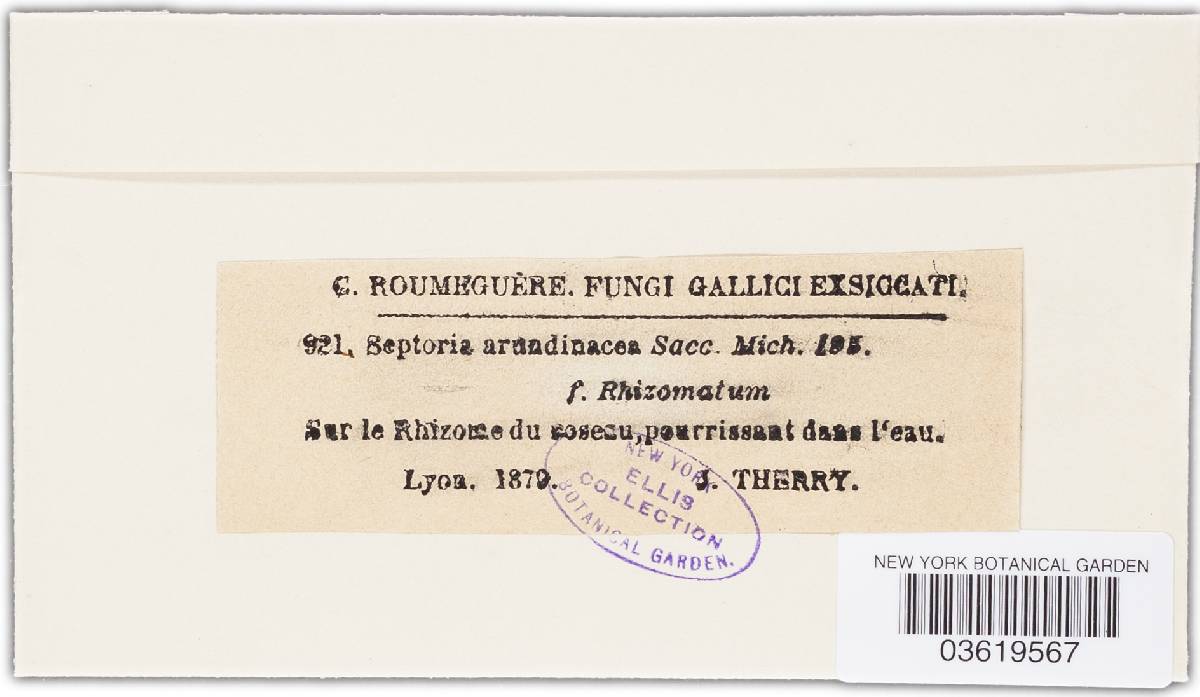 C. ROUMEGUÈRE. FUNGI GALLICI EXSICCATI.
921. Septoria arundinacea Sacc. Mich. 195.
f. Rhizomatum
Sur le Rhizome du roseau, pourrissant dans l'eau.
Lyon. 1879. J. THERRY.
NEW YORK
ELLIS
COLLECTION
BOTANICAL GARDEN.
NEW YORK BOTANICAL GARDEN
03619567